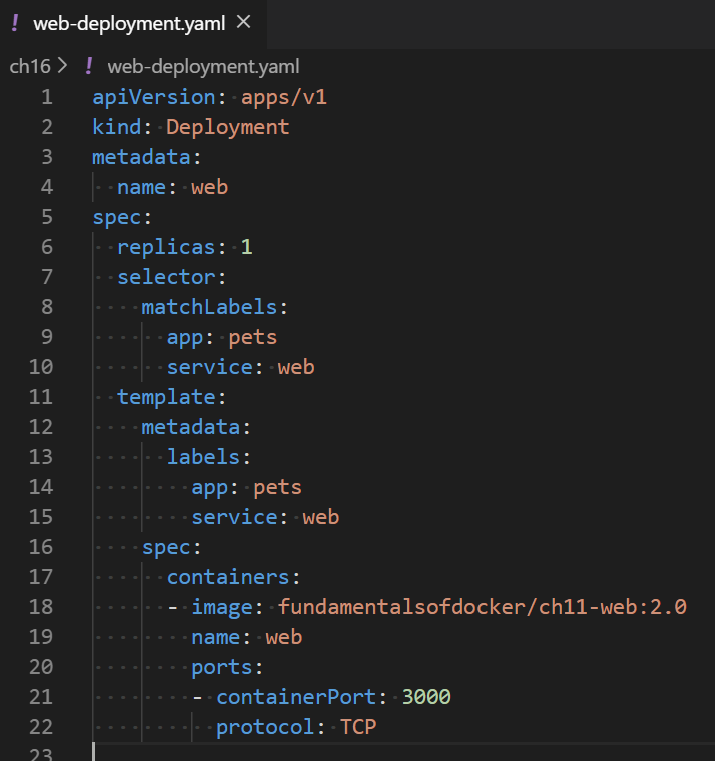 ! web-deployment.yaml ×
ch16 > ! web-deployment.yaml
1 apiVersion: apps/v1
2 kind: Deployment
3 metadata:
4   name: web
5 spec:
6   replicas: 1
7   selector:
8     matchLabels:
9       app: pets
10       service: web
11   template:
12     metadata:
13       labels:
14         app: pets
15         service: web
16     spec:
17       containers:
18       - image: fundamentalsofdocker/ch11-web:2.0
19         name: web
20         ports:
21         - containerPort: 3000
22           protocol: TCP
23